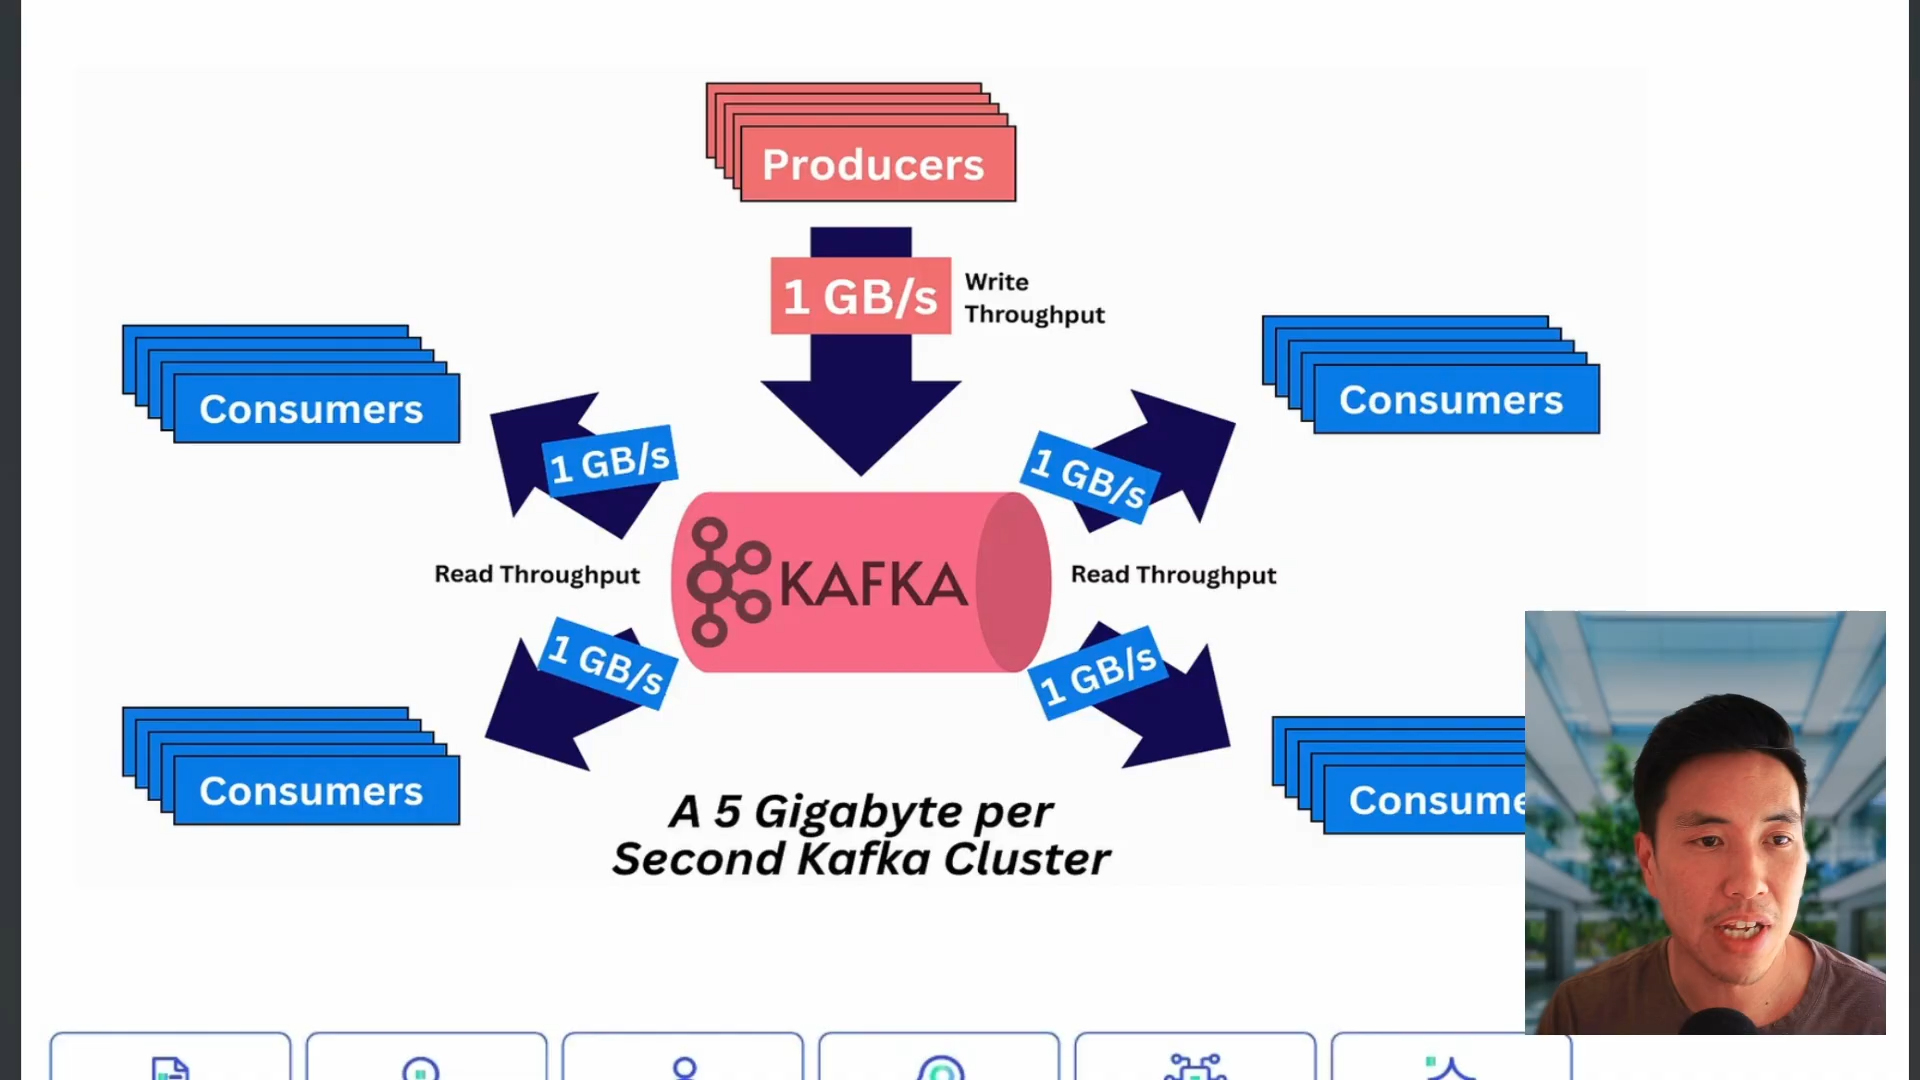 Producers
1 GB/s
Write
Throughput
Consumers
Consumers
1 GB/s
1 GB/s
Read Throughput
KAFKA
Read Throughput
1 GB/s
1 GB/s
Consumers
Consume
A 5 Gigabyte per
Second Kafka Cluster